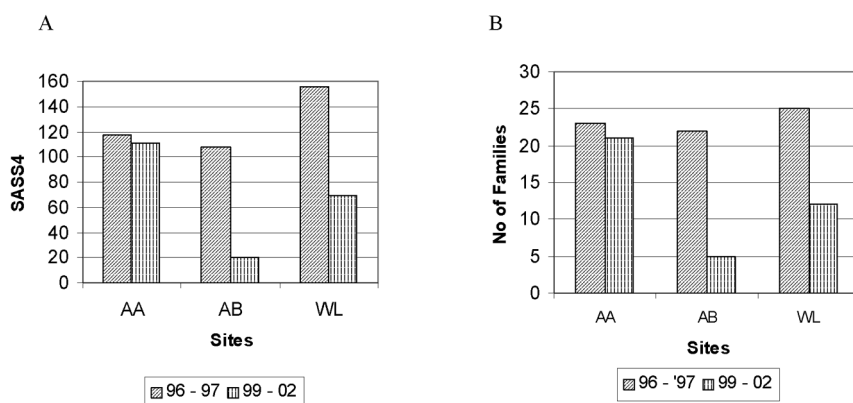 A
SASS4
160
140
120
100
80
60
40
20
0
AA AB WL
Sites
96 - 97 99 - 02
B
No of Families
30
25
20
15
10
5
0
AA AB WL
Sites
96 - '97 99 - 02